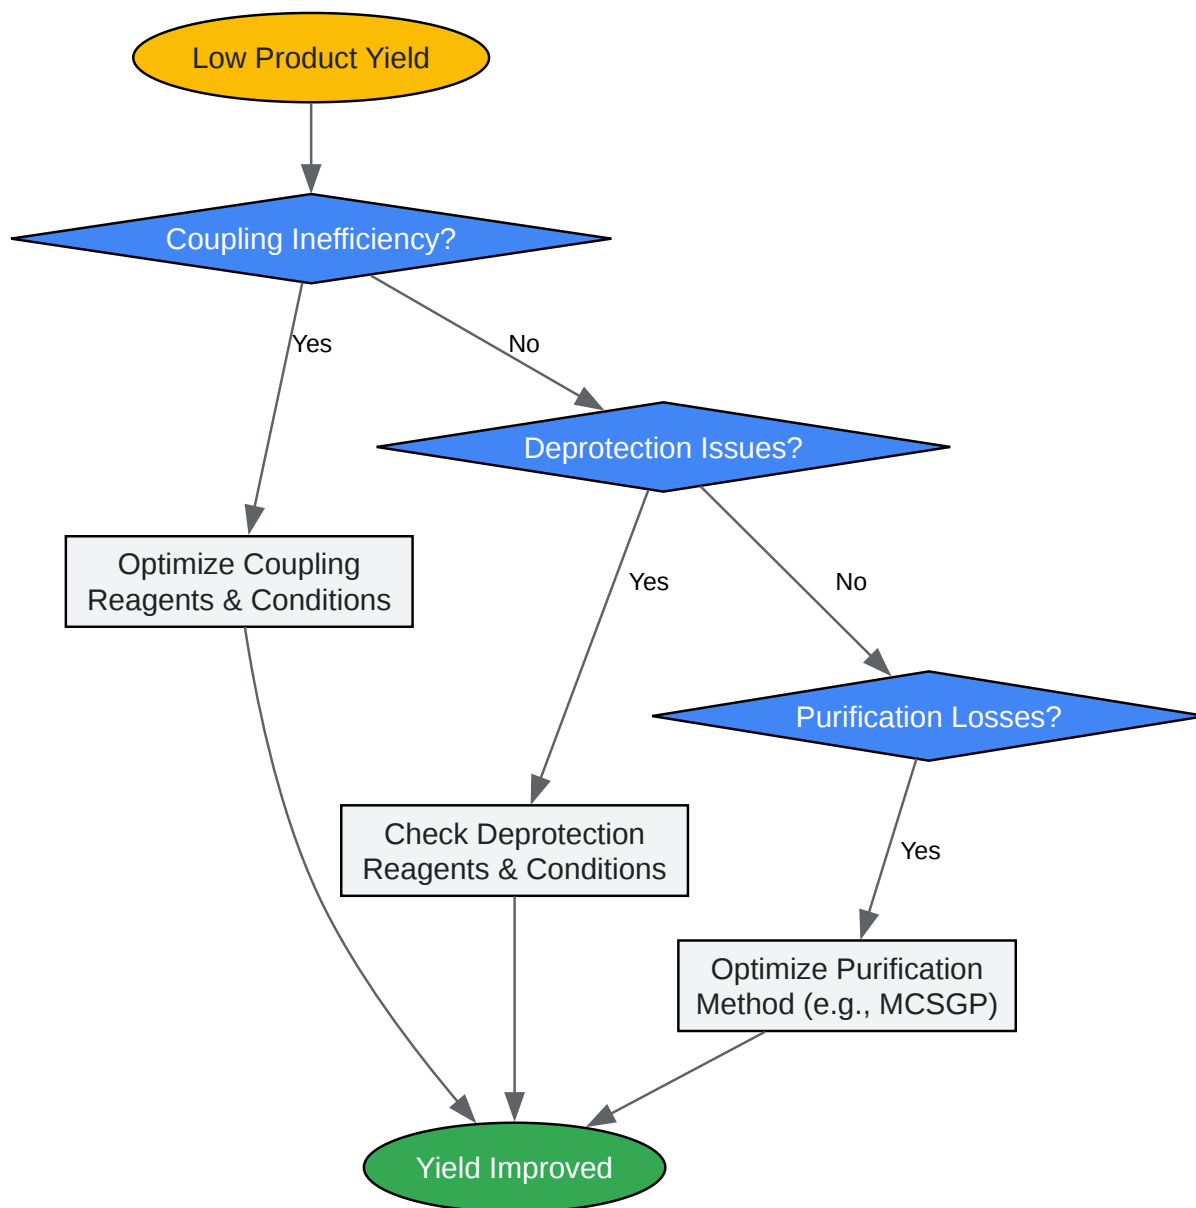 Low Product Yield
Coupling Inefficiency?
Yes
No
Deprotection Issues?
Optimize Coupling
Reagents & Conditions
Yes
No
Purification Losses?
Check Deprotection
Reagents & Conditions
Yes
Optimize Purification
Method (e.g., MCSGP)
Yield Improved